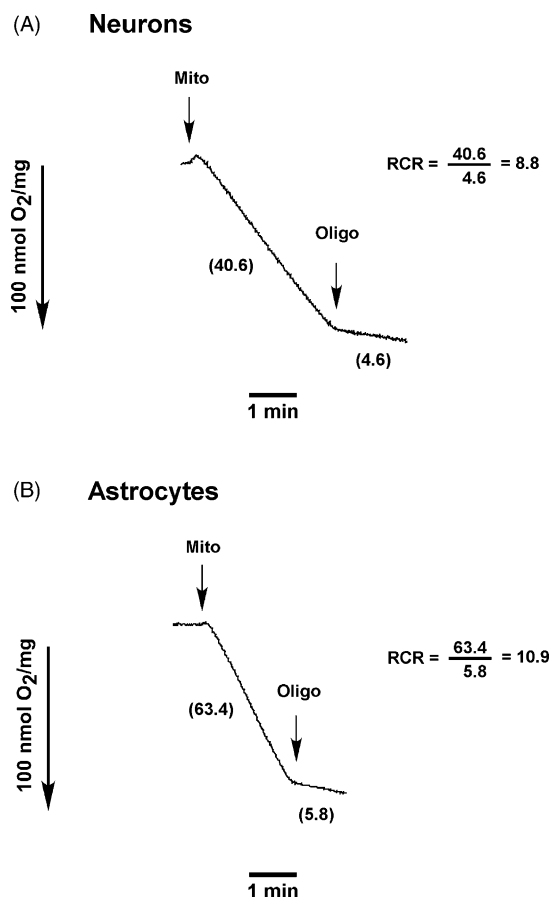 (A) Neurons
Mito
100 nmol O2/mg
RCR = 40.6 / 4.6 = 8.8
Oligo
(40.6)
(4.6)
1 min
(B) Astrocytes
Mito
100 nmol O2/mg
RCR = 63.4 / 5.8 = 10.9
Oligo
(63.4)
(5.8)
1 min